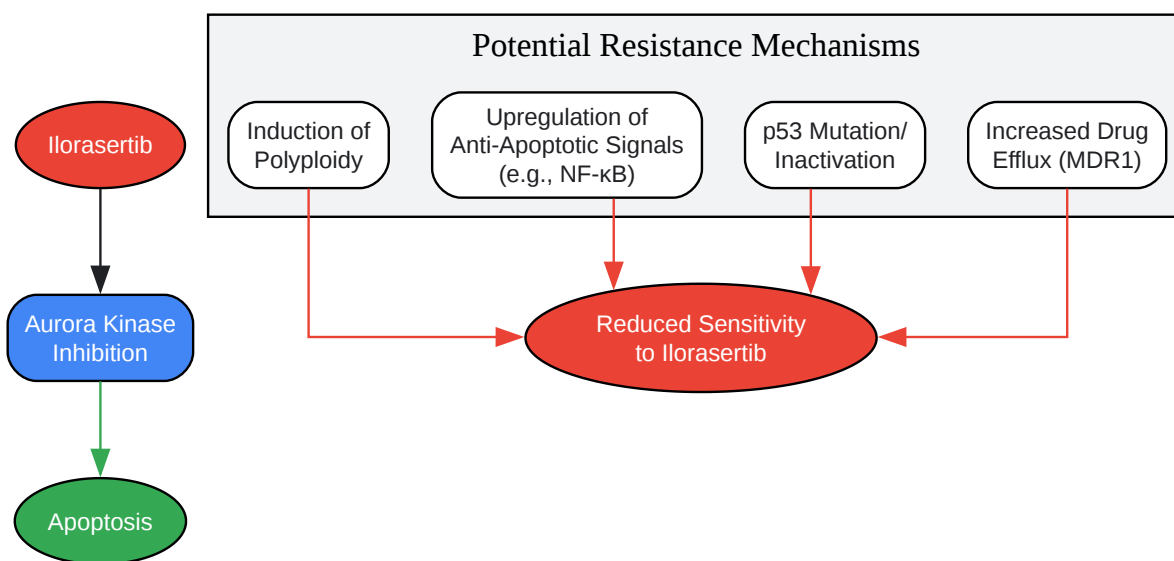 Potential Resistance Mechanisms
Ilorasertib
Induction of
Polyploidy
Upregulation of
Anti-Apoptotic Signals
(e.g., NF-κB)
p53 Mutation/
Inactivation
Increased Drug
Efflux (MDR1)
Aurora Kinase
Inhibition
Reduced Sensitivity
to Ilorasertib
Apoptosis